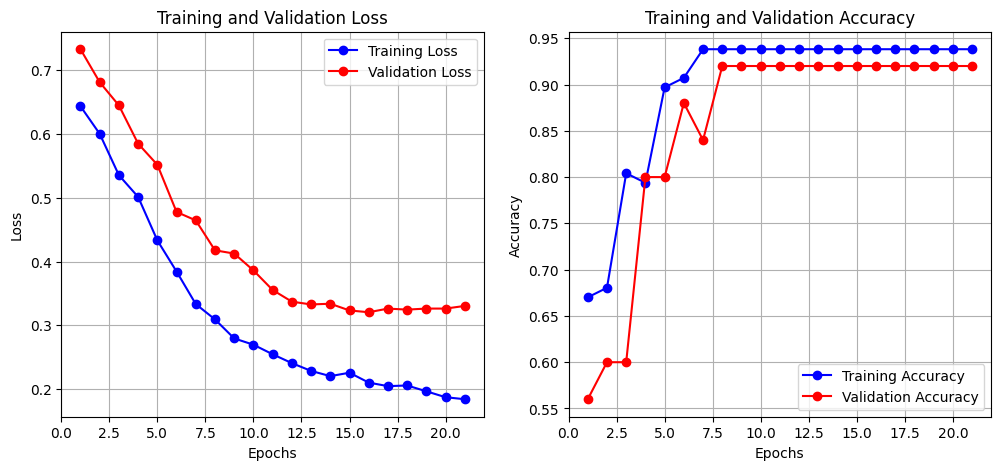 Training and Validation Loss
Training Loss
Validation Loss
0.7
0.6
0.5
0.4
0.3
0.2
Loss
0.0 2.5 5.0 7.5 10.0 12.5 15.0 17.5 20.0
Epochs
Training and Validation Accuracy
0.95
0.90
0.85
0.80
0.75
0.70
0.65
0.60
0.55
Accuracy
Training Accuracy
Validation Accuracy
0.0 2.5 5.0 7.5 10.0 12.5 15.0 17.5 20.0
Epochs